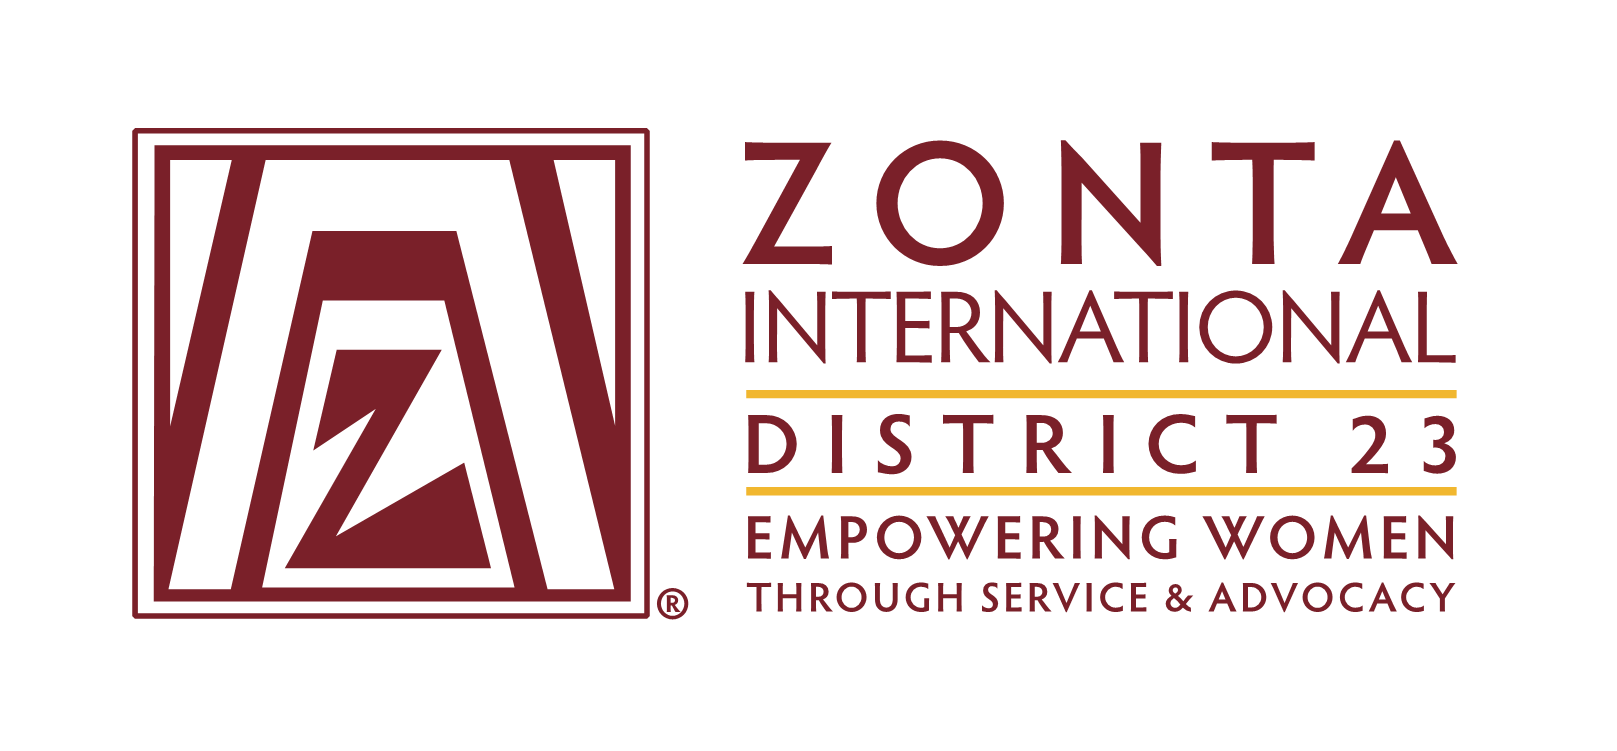 ZONTA
INTERNATIONAL
DISTRICT 23
EMPOWERING WOMEN
THROUGH SERVICE & ADVOCACY
®